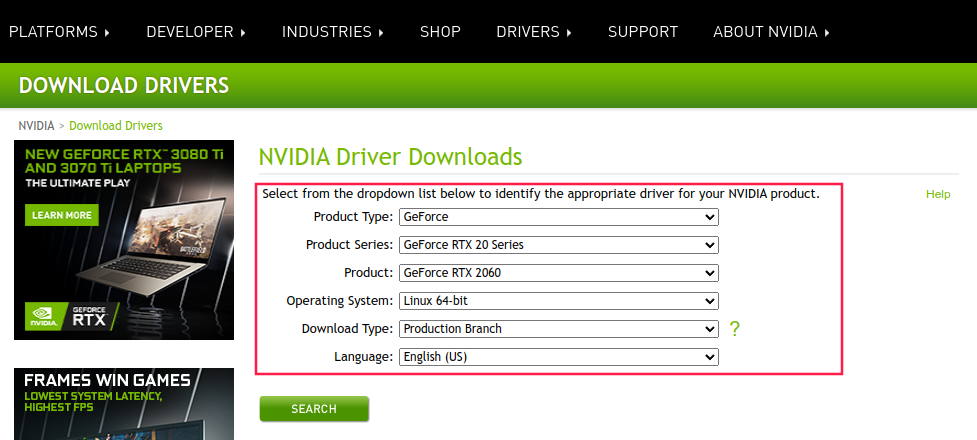 PLATFORMS DEVELOPER INDUSTRIES SHOP DRIVERS SUPPORT ABOUT NVIDIA
DOWNLOAD DRIVERS
NVIDIA > Download Drivers
NEW GEFORCE RTX™ 3080 Ti
AND 3070 Ti LAPTOPS
THE ULTIMATE PLAY
LEARN MORE
NVIDIA.
GEFORCE
RTX
FRAMES WIN GAMES
LOWEST SYSTEM LATENCY,
HIGHEST FPS
NVIDIA Driver Downloads
Select from the dropdown list below to identify the appropriate driver for your NVIDIA product.
Help
Product Type: GeForce
Product Series: GeForce RTX 20 Series
Product: GeForce RTX 2060
Operating System: Linux 64-bit
Download Type: Production Branch ?
Language: English (US)
SEARCH